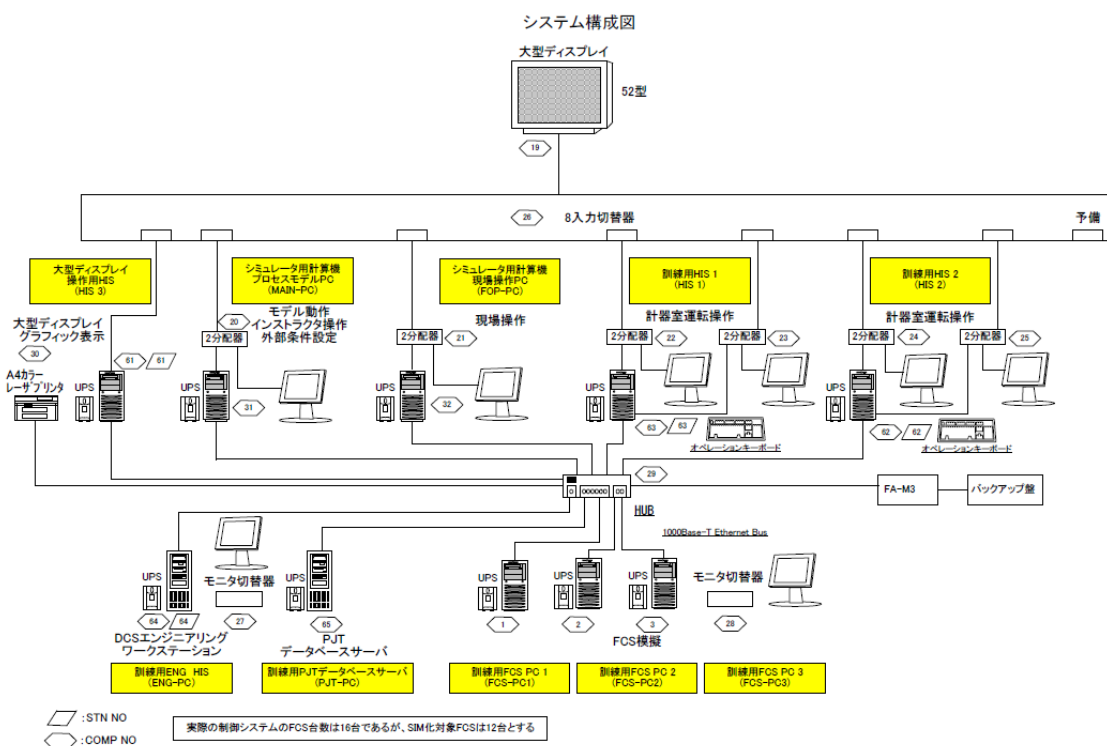 システム構成図
大型ディスプレイ
52型
19
26
8入力切替器
予備
大型ディスプレイ
操作用HIS
(HIS 3)
シミュレータ用計算機
プロセスモデルPC
(MAIN-PC)
シミュレータ用計算機
現場操作PC
(FOP-PC)
訓練用HIS 1
(HIS 1)
訓練用HIS 2
(HIS 2)
大型ディスプレイ
グラフィック表示
モデル動作
インストラクタ操作
外部条件設定
現場操作
計器室運転操作
計器室運転操作
20
2分配器
2分配器
21
2分配器
22
2分配器
23
2分配器
24
2分配器
25
30
A4カラー
レーザプリンタ
61
61
UPS
UPS
31
UPS
32
UPS
63
63
オペレーションキーボード
UPS
62
62
オペレーションキーボード
29
HUB
FA-M3
バックアップ盤
1000Base-T Ethernet Bus
UPS
64
64
モニタ切替器
27
UPS
65
UPS
1
UPS
2
UPS
3
モニタ切替器
28
DCSエンジニアリング
ワークステーション
PJT
データベースサーバ
FCS模擬
訓練用ENG HIS
(ENG-PC)
訓練用PJTデータベースサーバ
(PJT-PC)
訓練用FCS PC 1
(FCS-PC1)
訓練用FCS PC 2
(FCS-PC2)
訓練用FCS PC 3
(FCS-PC3)
:STN NO
:COMP NO
実際の制御システムのFCS台数は16台であるが、SIM化対象FCSは12台とする